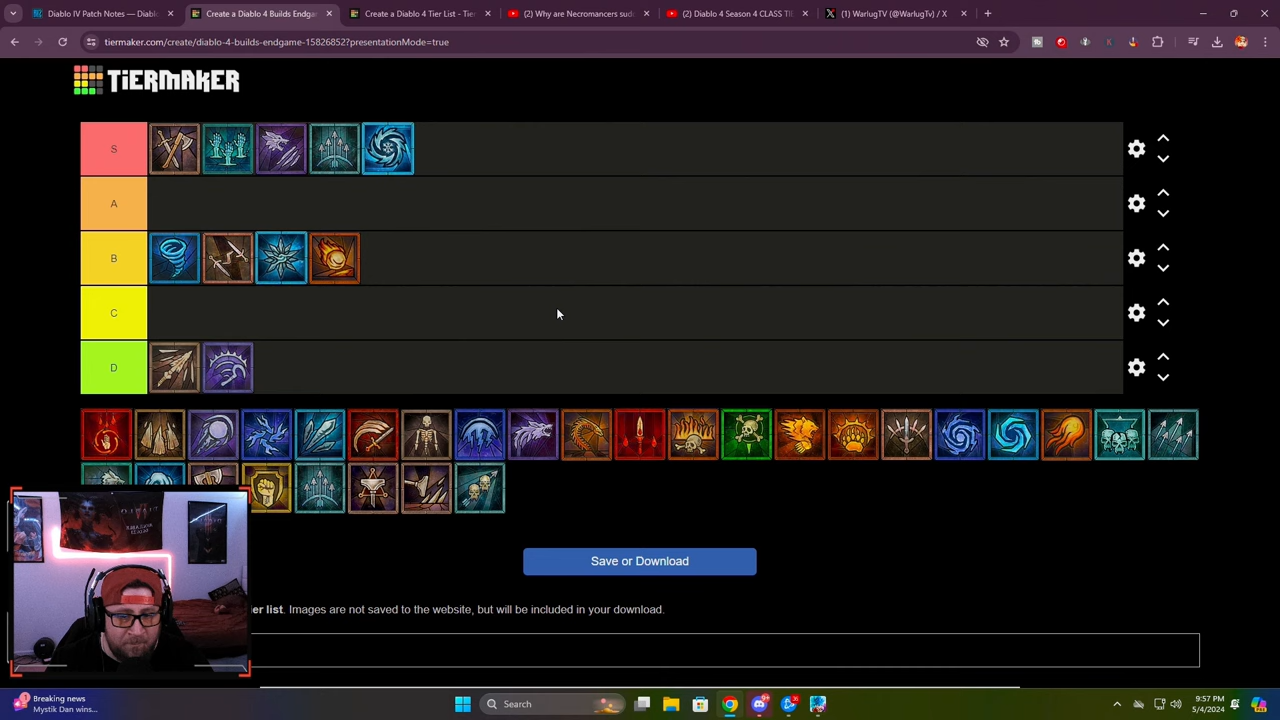 Diablo IV Patch Notes — Diablo
Create a Diablo 4 Builds Endga
Create a Diablo 4 Tier List - Tie
(2) Why are Necromancers sud
(2) Diablo 4 Season 4 CLASS TI
(1) WarlugTV (@WarlugTv) / X
tiermaker.com/create/diablo-4-builds-endgame-15826852?presentationMode=true
TiERMAKER
S
A
B
C
D
Save or Download
er list. Images are not saved to the website, but will be included in your download.
Breaking news
Mystik Dan wins...
Search
9:57 PM
5/4/2024